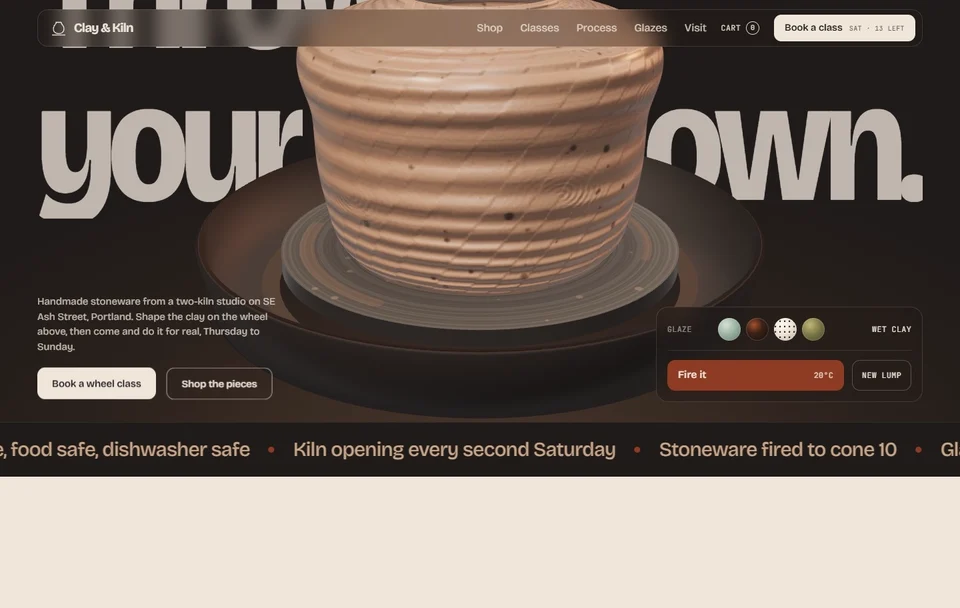 Clay & Kiln
Shop Classes Process Glazes Visit CART 0 Book a class SAT · 13 LEFT
your own.
Handmade stoneware from a two-kiln studio on SE
Ash Street, Portland. Shape the clay on the wheel
above, then come and do it for real, Thursday to
Sunday.
Book a wheel class Shop the pieces
GLAZE WET CLAY
Fire it 20°C NEW LUMP
food safe, dishwasher safe • Kiln opening every second Saturday • Stoneware fired to cone 10 •